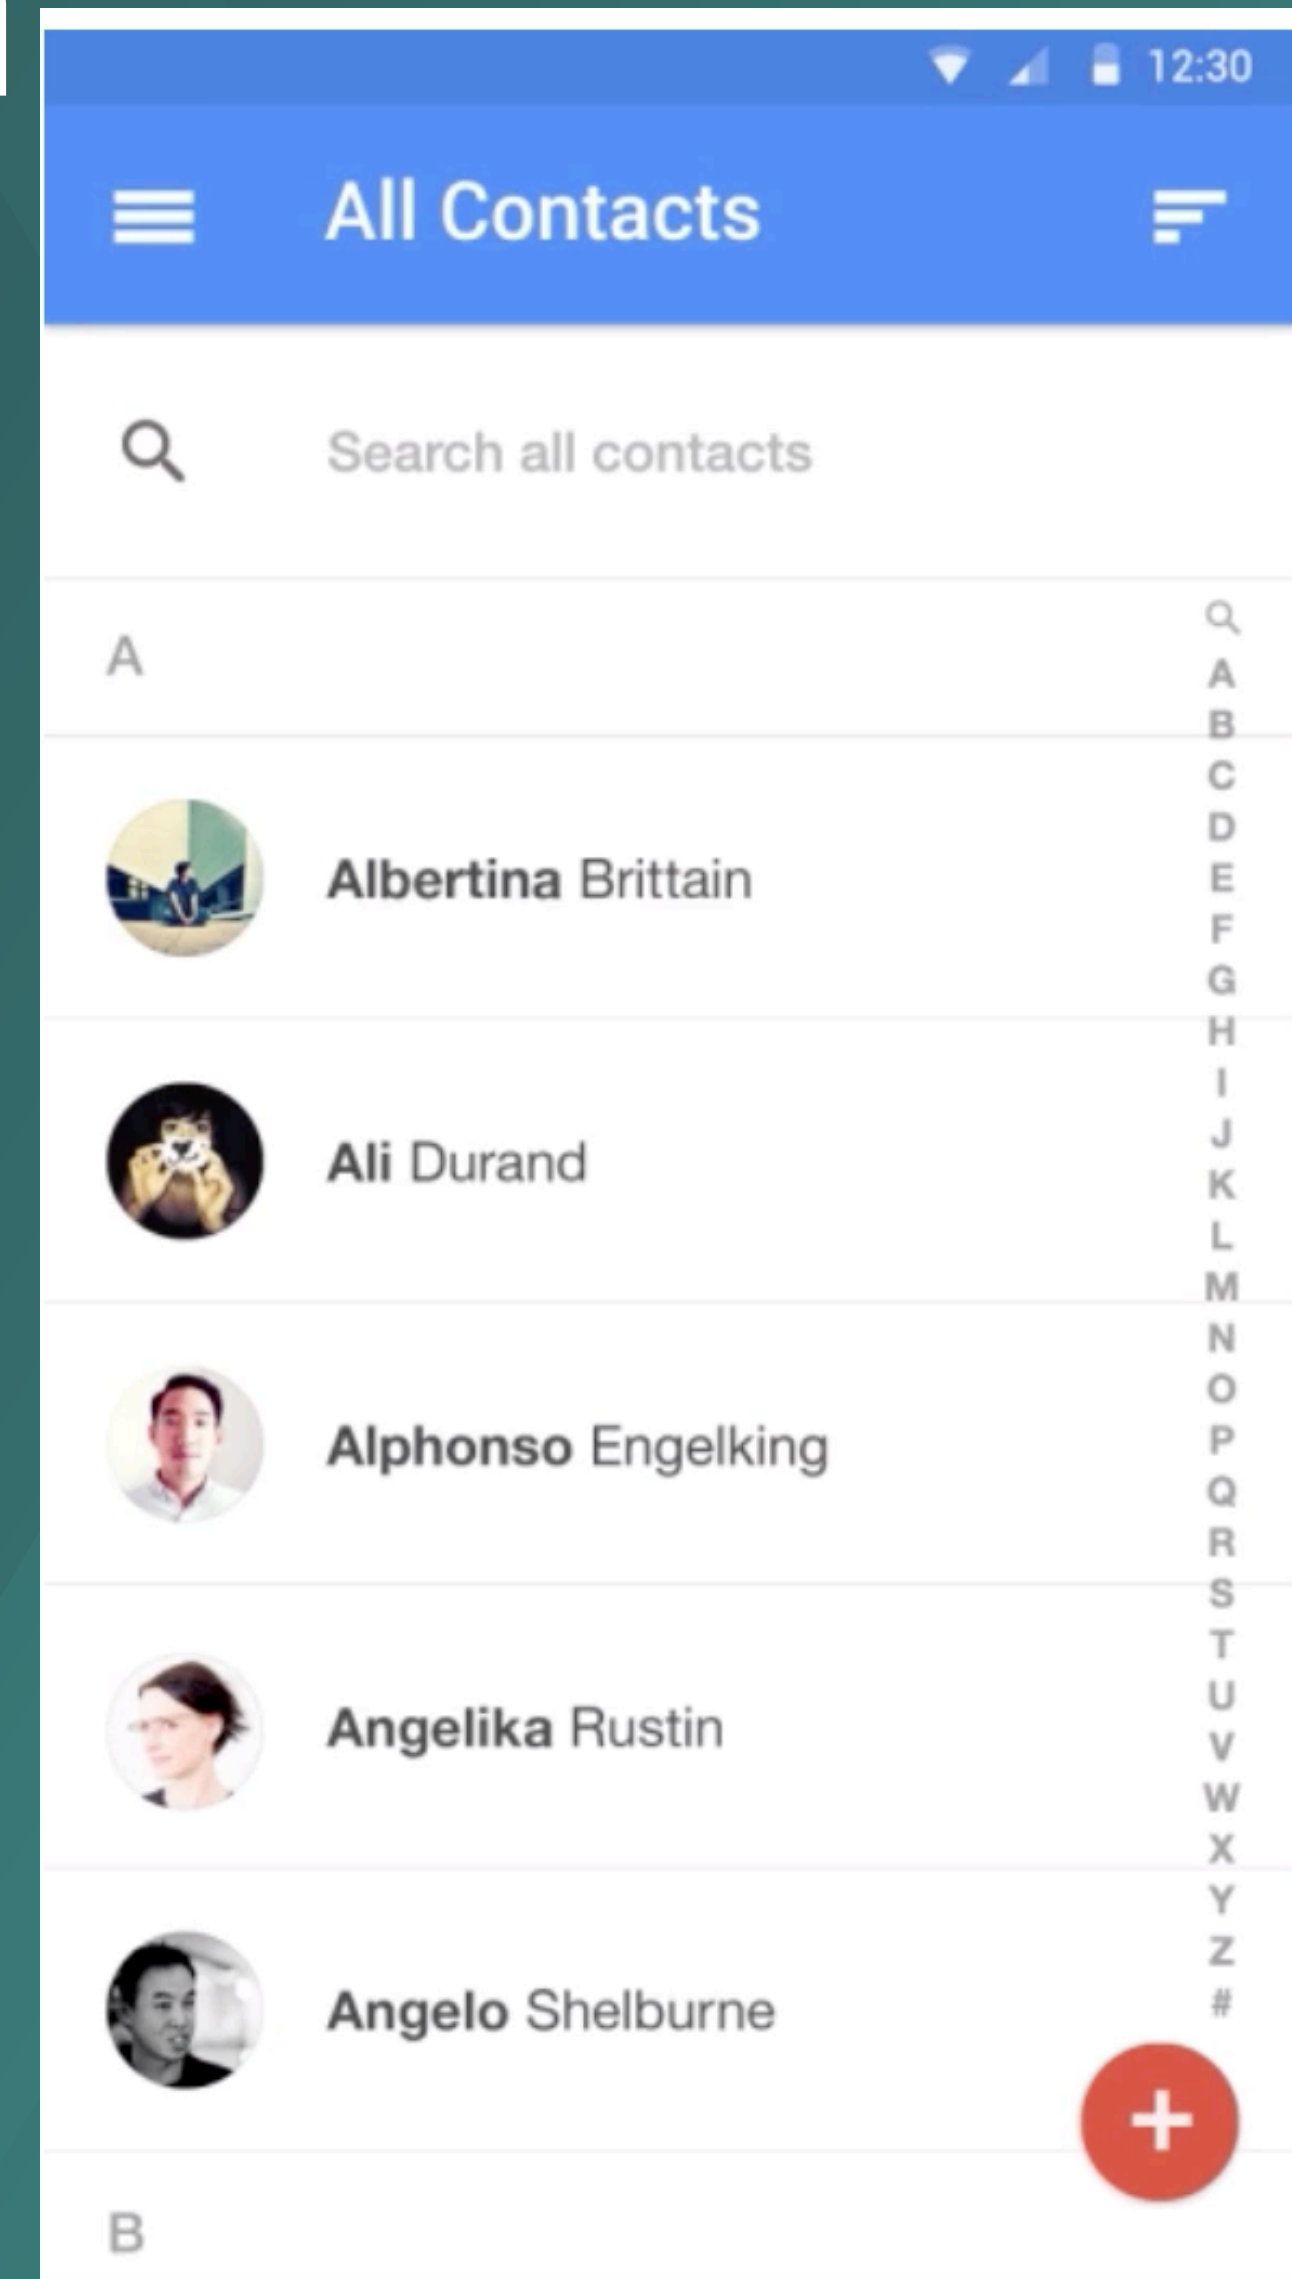 12:30
All Contacts
Search all contacts
A
Albertina Brittain
Ali Durand
Alphonso Engelking
Angelika Rustin
Angelo Shelburne
B
A
B
C
D
E
F
G
H
I
J
K
L
M
N
O
P
Q
R
S
T
U
V
W
X
Y
Z
#